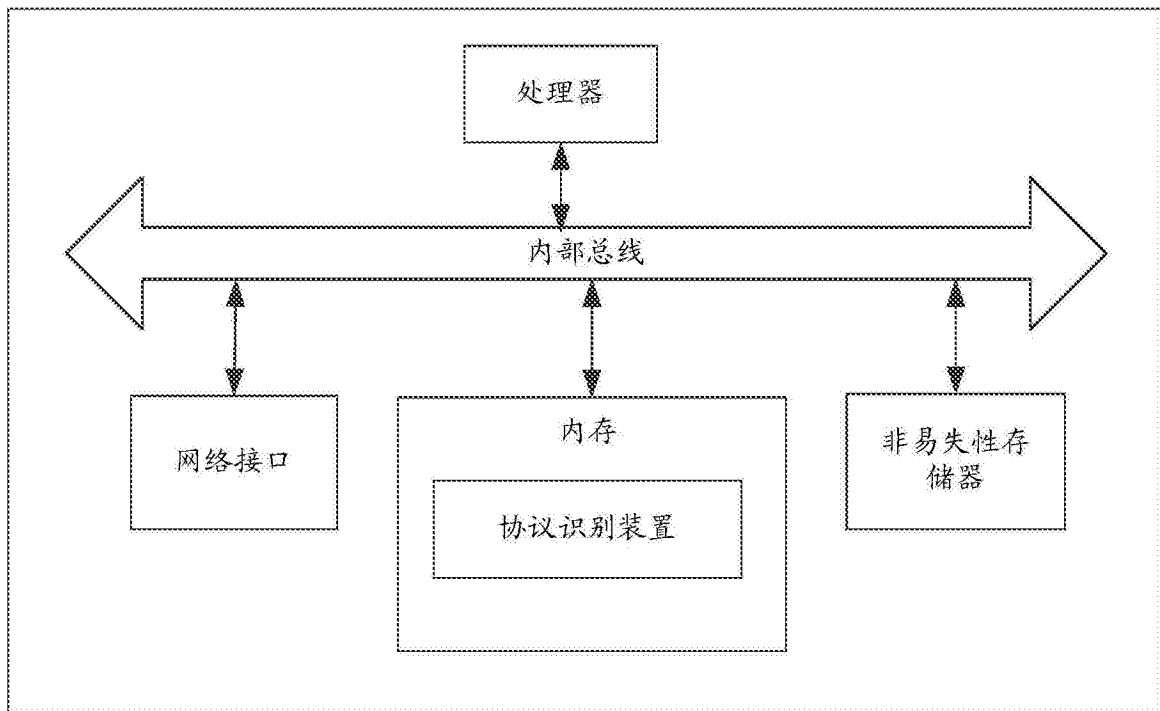 处理器
内部总线
网络接口
内存
协议识别装置
非易失性存
储器